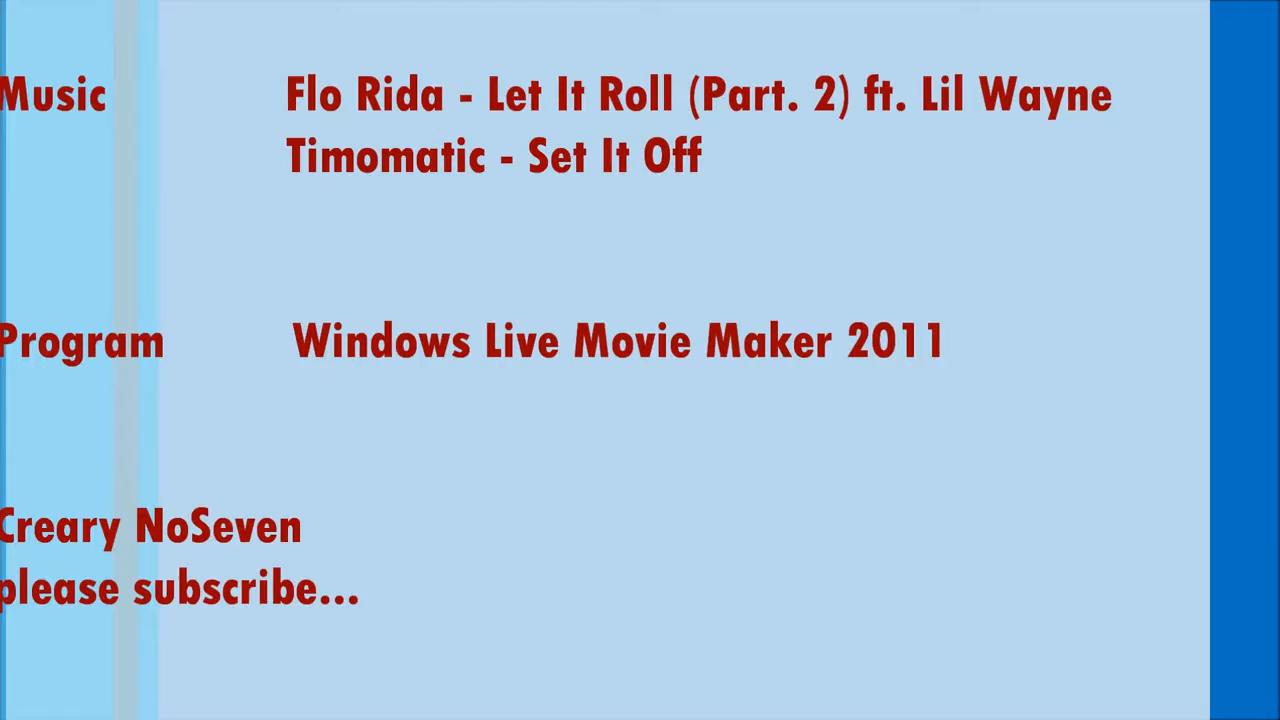 Music Flo Rida - Let It Roll (Part. 2) ft. Lil Wayne
Timomatic - Set It Off
Program Windows Live Movie Maker 2011
Creary NoSeven
please subscribe...